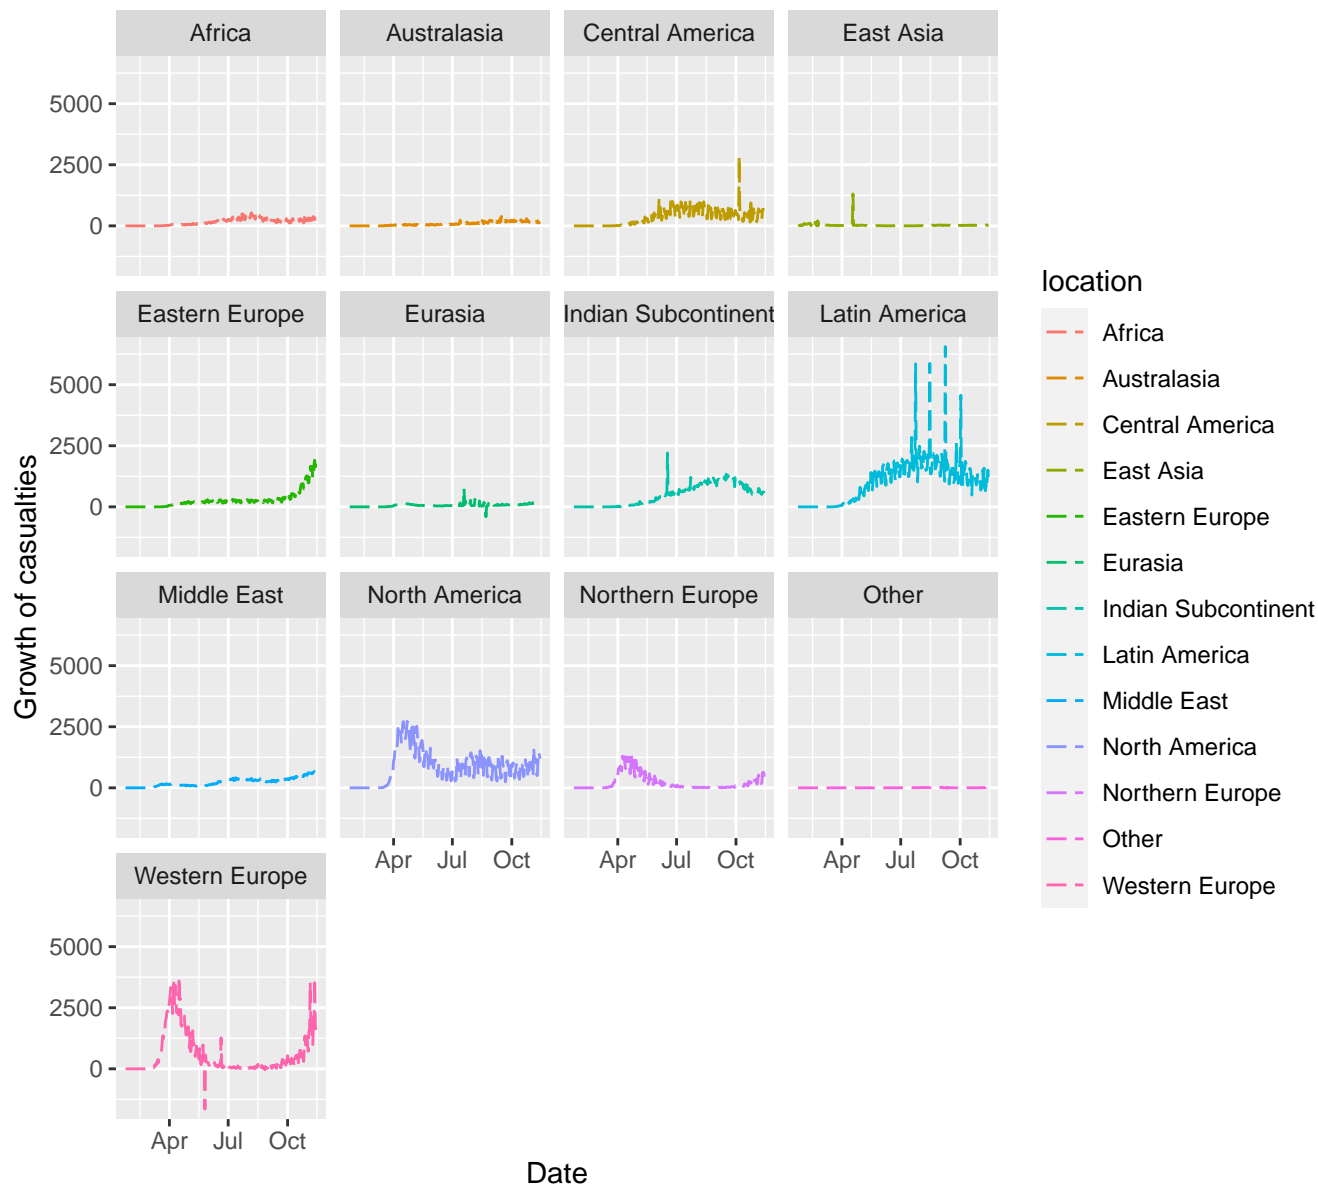 Africa
Australasia
Central America
East Asia
5000
2500
0
Eastern Europe
Eurasia
Indian Subcontinent
Latin America
5000
2500
0
Middle East
North America
Northern Europe
Other
5000
2500
0
Apr Jul Oct
Apr Jul Oct
Apr Jul Oct
Western Europe
5000
2500
0
Apr Jul Oct
Date
Growth of casualties
location
Africa
Australasia
Central America
East Asia
Eastern Europe
Eurasia
Indian Subcontinent
Latin America
Middle East
North America
Northern Europe
Other
Western Europe